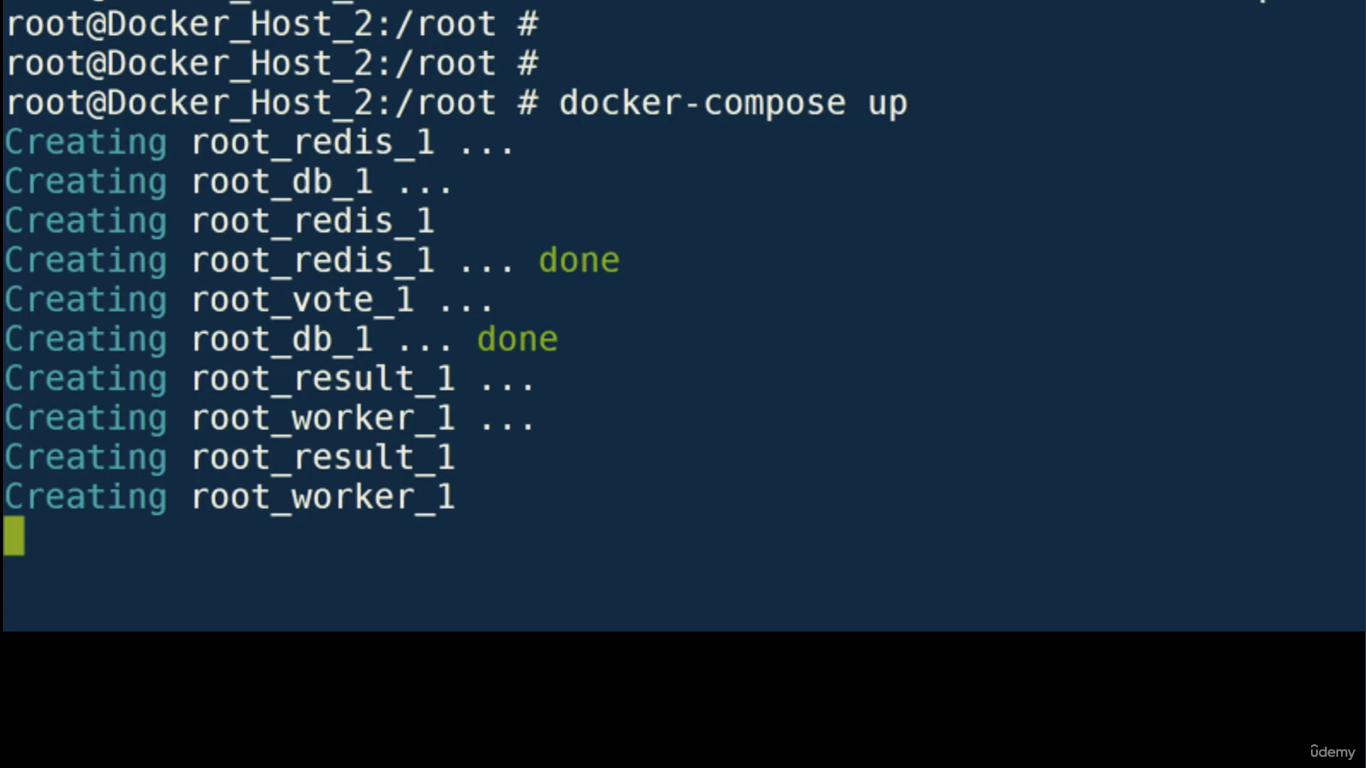 root@Docker_Host_2:/root #
root@Docker_Host_2:/root #
root@Docker_Host_2:/root # docker-compose up
Creating root_redis_1 ...
Creating root_db_1 ...
Creating root_redis_1
Creating root_redis_1 ... done
Creating root_vote_1 ...
Creating root_db_1 ... done
Creating root_result_1 ...
Creating root_worker_1 ...
Creating root_result_1
Creating root_worker_1
ûdemy